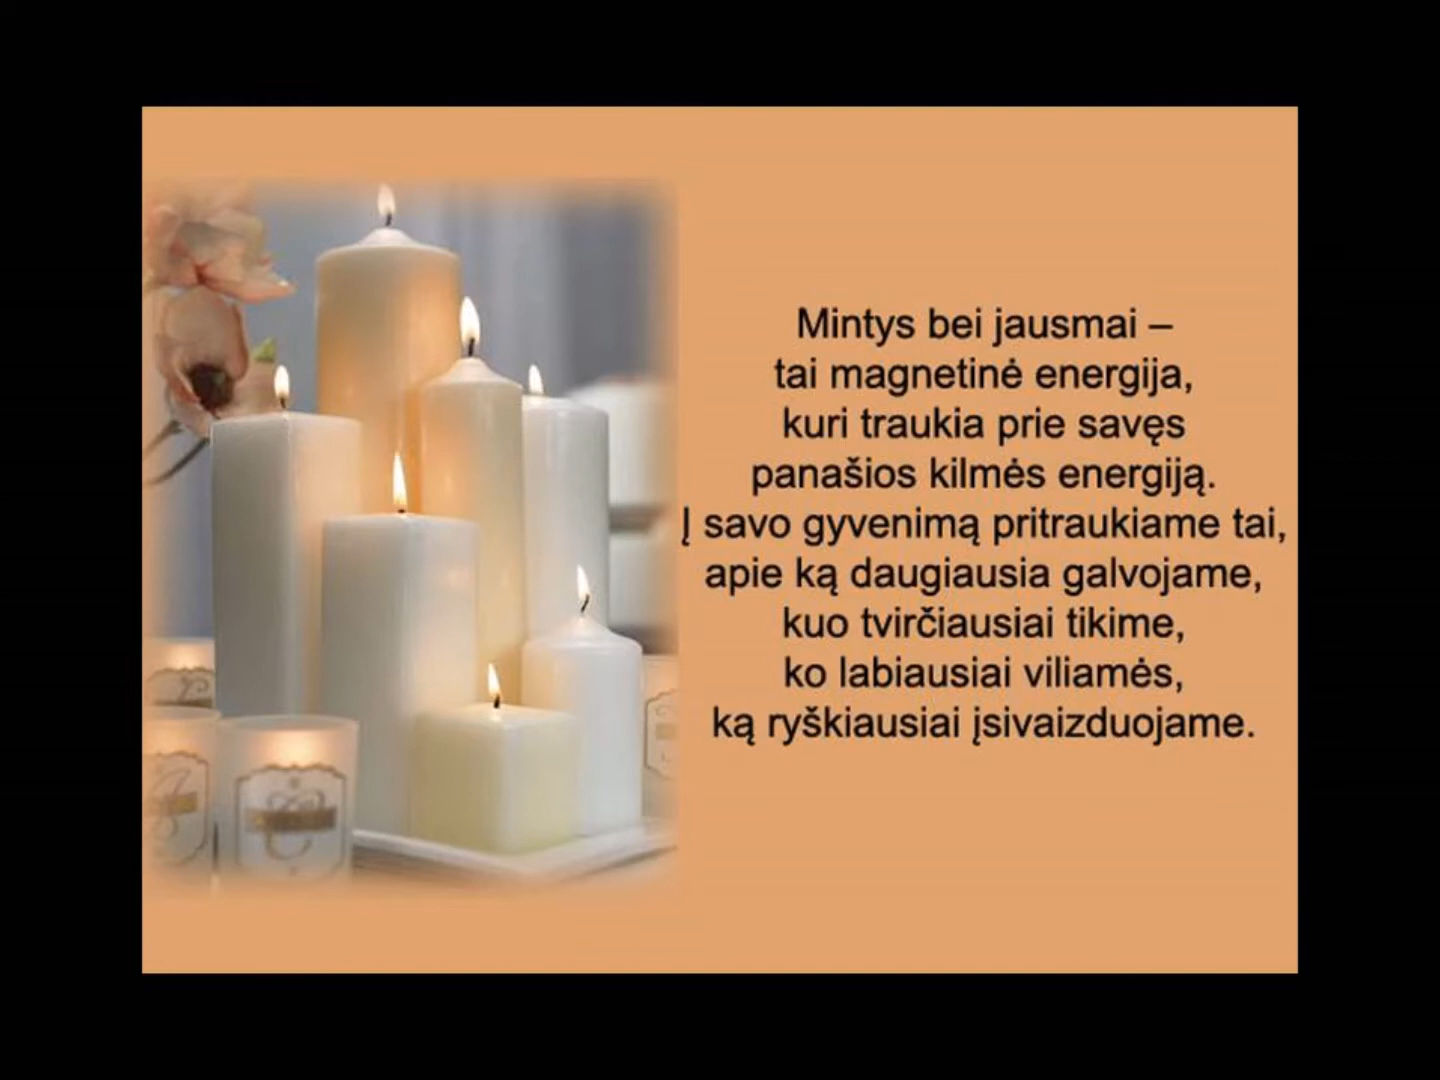 Mintys bei jausmai –
tai magnetinė energija,
kuri traukia prie savęs
panašios kilmės energiją.
Į savo gyvenimą pritraukiame tai,
apie ką daugiausia galvojame,
kuo tvirčiausiai tikime,
ko labiausiai viliamės,
ką ryškiausiai įsivaizduojame.